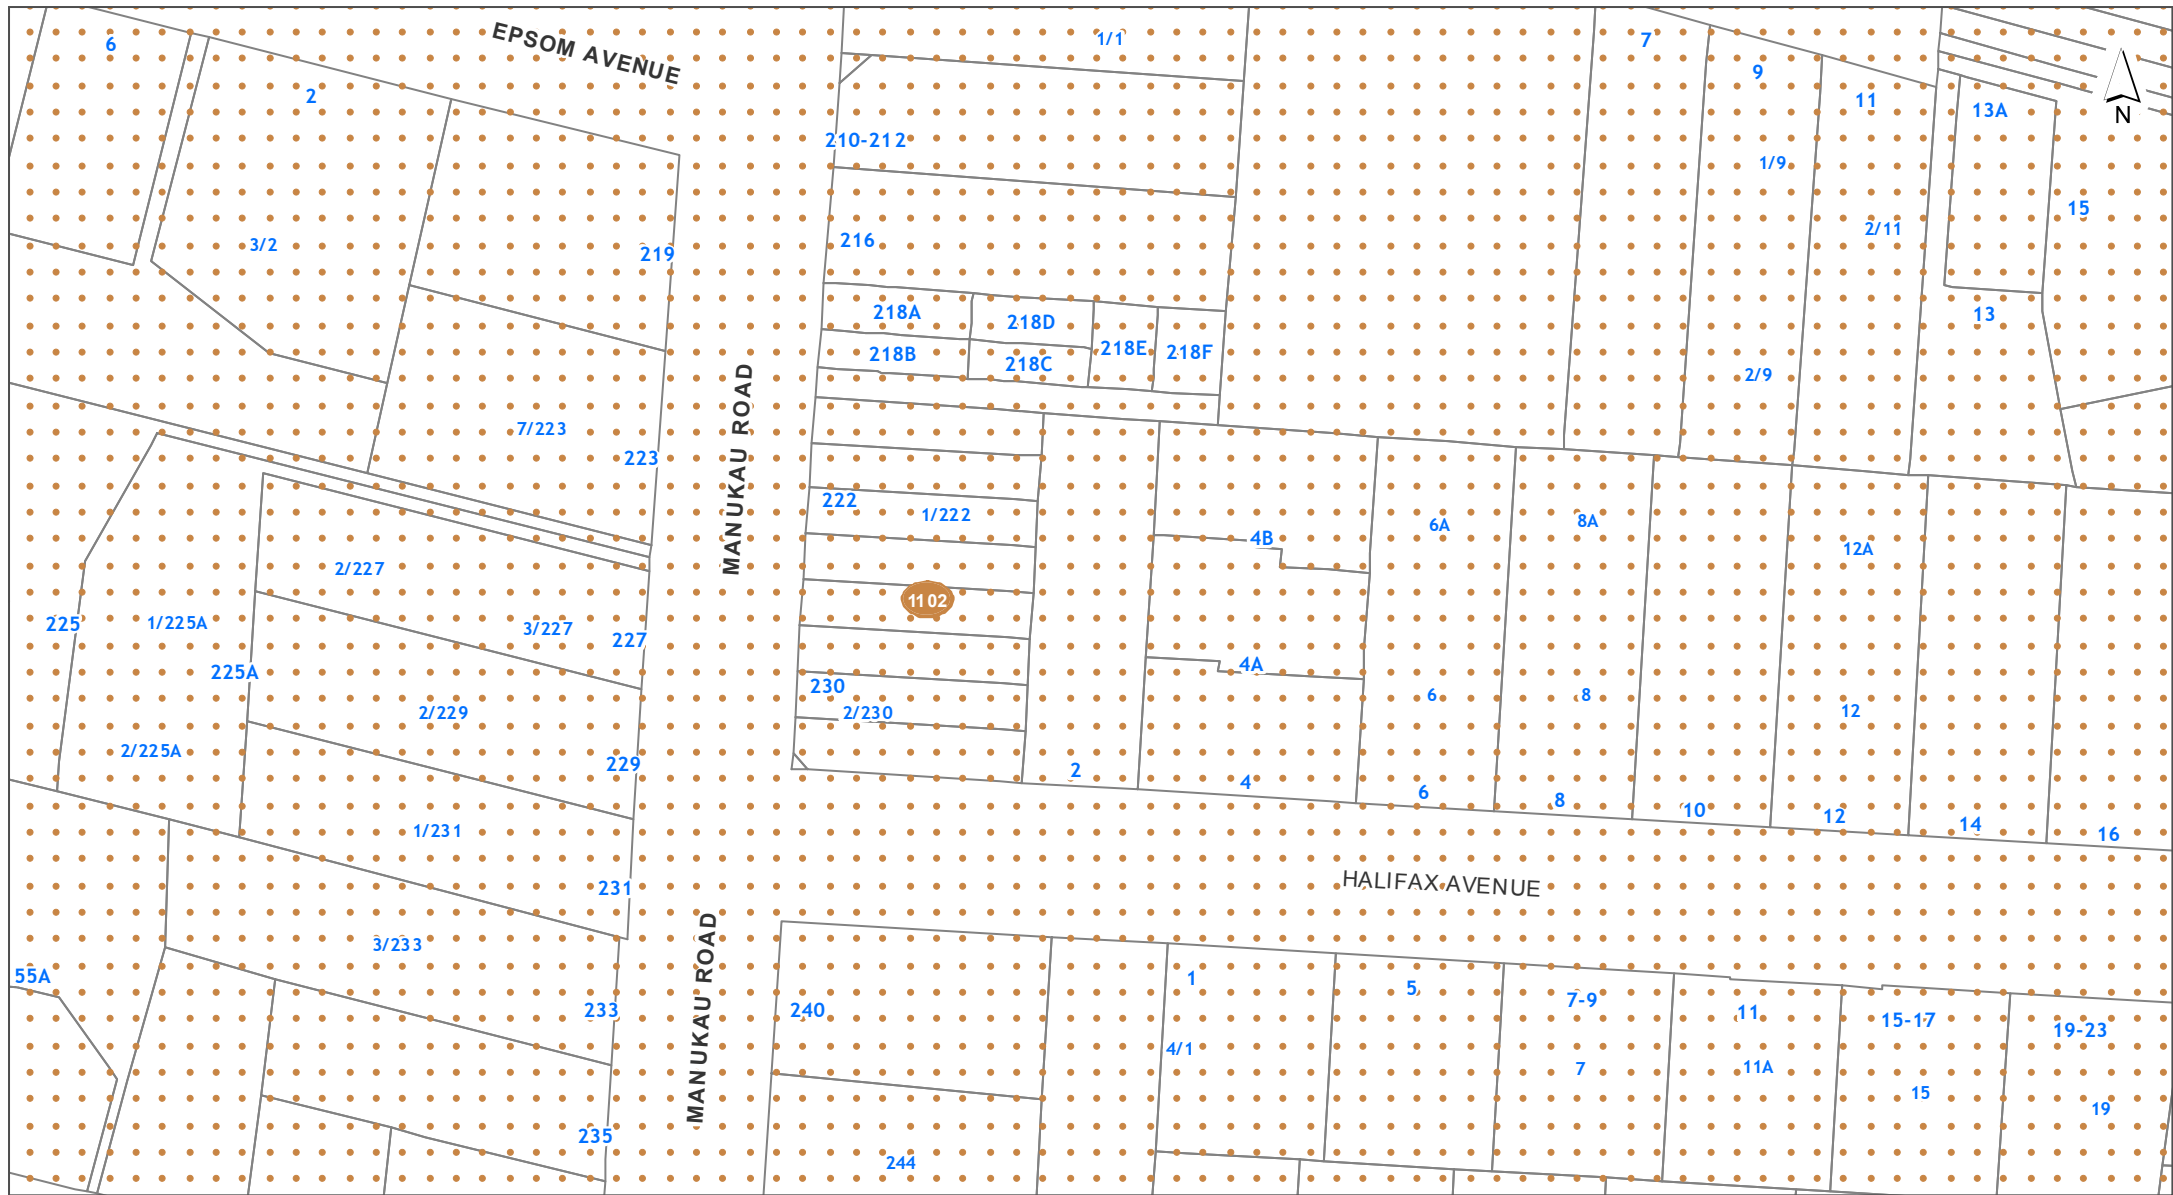 6
EPSOM AVENUE
1/1
7
9
11
13A
N
2
210-212
1/9
15
3/2
219
216
2/11
218A
218D
218B
218C
218E
218F
13
2/9
MANUKAU ROAD
7/223
223
222
1/222
4B
6A
8A
12A
2/227
1102
225
1/225A
3/227
227
225A
4A
230
2/230
6
8
12
2/229
2/225A
229
2
4
6
8
10
12
14
16
1/231
231
HALIFAX AVENUE
3/233
MANUKAU ROAD
55A
233
240
1
5
7-9
11
15-17
19-23
4/1
7
11A
15
19
235
244